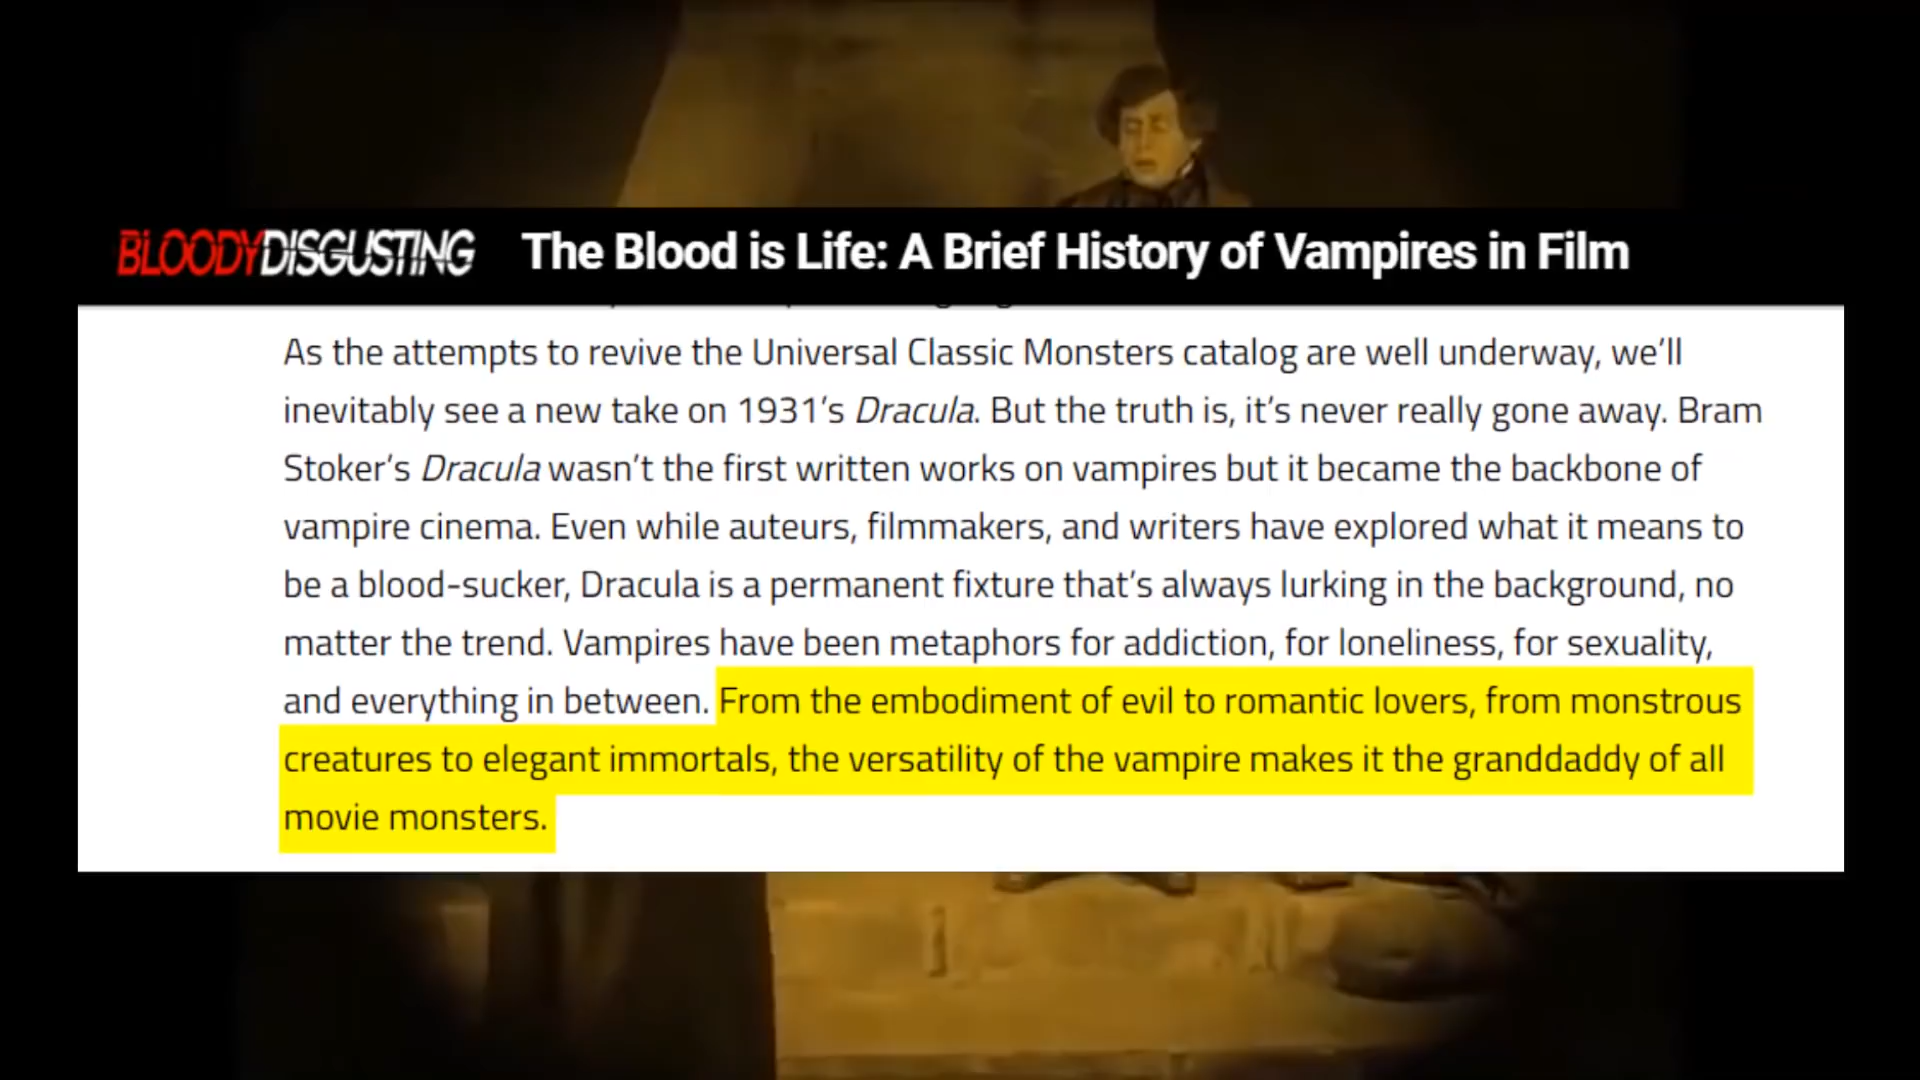 BLOODY DISGUSTING The Blood is Life: A Brief History of Vampires in Film
As the attempts to revive the Universal Classic Monsters catalog are well underway, we’ll
inevitably see a new take on 1931’s Dracula. But the truth is, it’s never really gone away. Bram
Stoker’s Dracula wasn’t the first written works on vampires but it became the backbone of
vampire cinema. Even while auteurs, filmmakers, and writers have explored what it means to
be a blood-sucker, Dracula is a permanent fixture that’s always lurking in the background, no
matter the trend. Vampires have been metaphors for addiction, for loneliness, for sexuality,
and everything in between. From the embodiment of evil to romantic lovers, from monstrous
creatures to elegant immortals, the versatility of the vampire makes it the granddaddy of all
movie monsters.